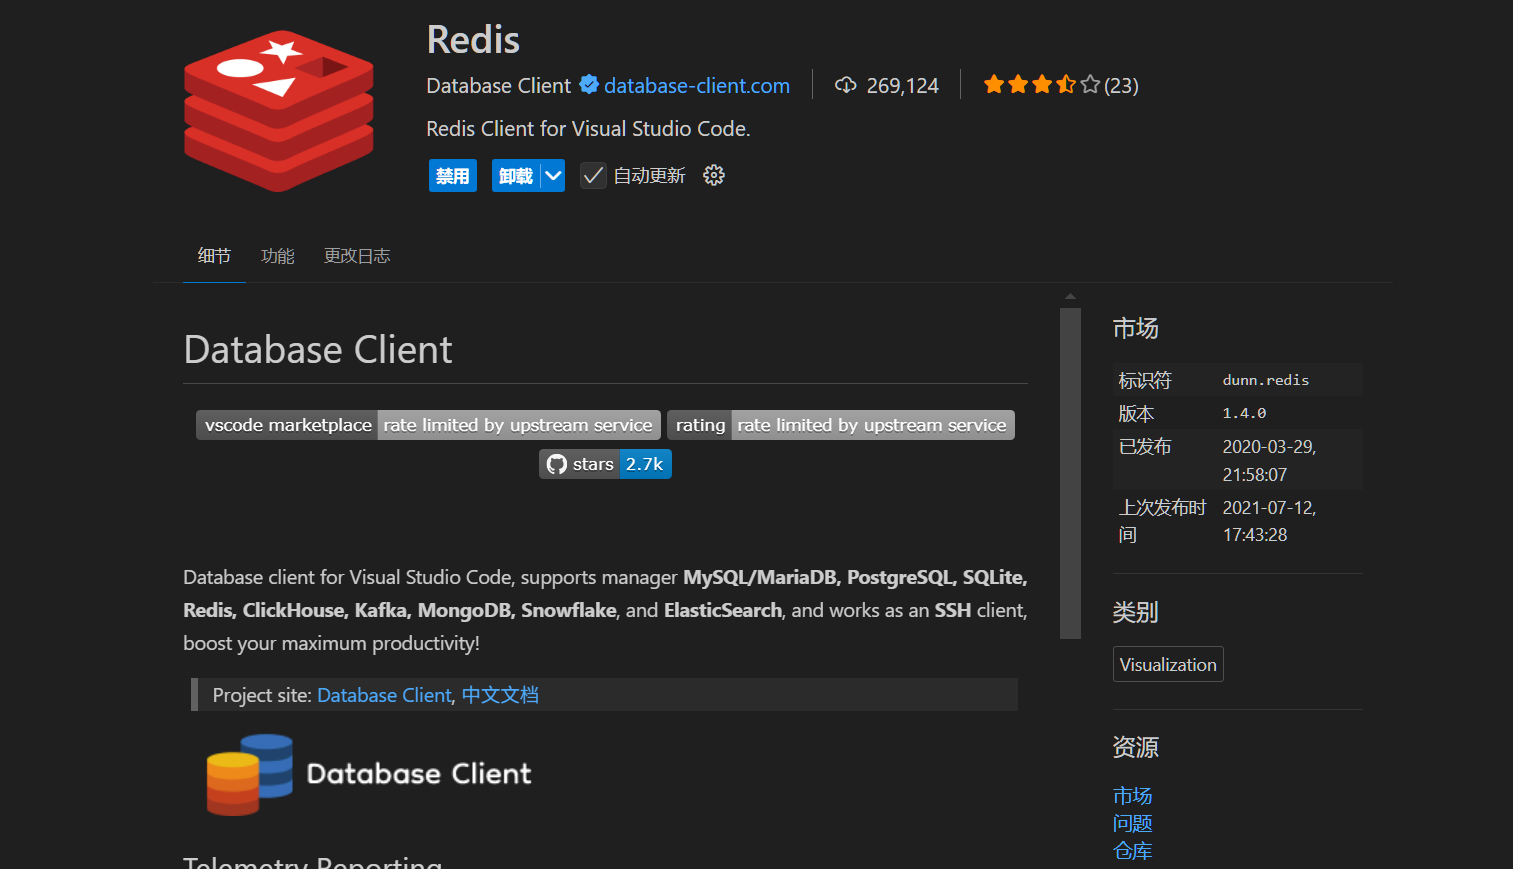 Redis
Database Client database-client.com 269,124 (23)
Redis Client for Visual Studio Code.
禁用 卸载 自动更新
细节 功能 更改日志
Database Client
vscode marketplace rate limited by upstream service rating rate limited by upstream service
stars 2.7k
Database client for Visual Studio Code, supports manager MySQL/MariaDB, PostgreSQL, SQLite,
Redis, ClickHouse, Kafka, MongoDB, Snowflake, and ElasticSearch, and works as an SSH client,
boost your maximum productivity!
Project site: Database Client, 中文文档
Database Client
Telemetry Reporting
市场
标识符 dunn.redis
版本 1.4.0
已发布 2020-03-29,
21:58:07
上次发布时 2021-07-12,
间 17:43:28
类别
Visualization
资源
市场
问题
仓库